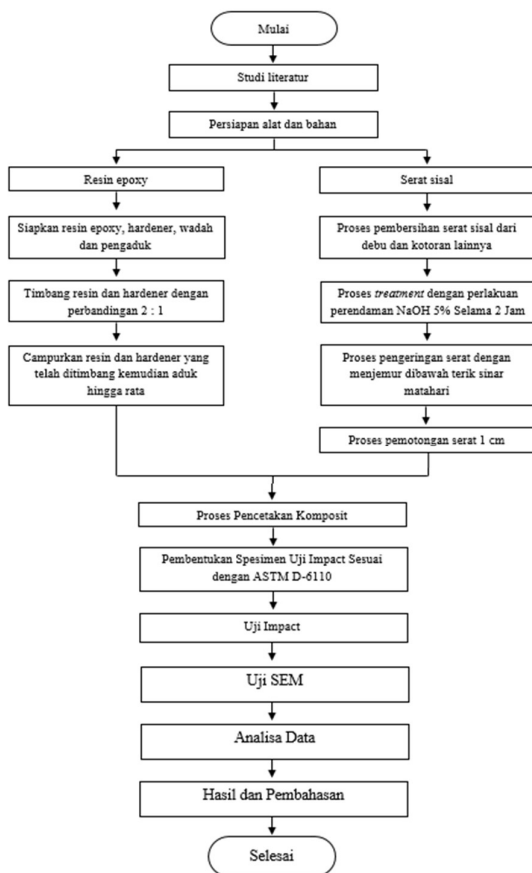 Mulai
Studi literatur
Persiapan alat dan bahan
Resin epoxy
Siapkan resin epoxy, hardener, wadah
dan pengaduk
Timbang resin dan hardener dengan
perbandingan 2 : 1
Campurkan resin dan hardener yang
telah ditimbang kemudian aduk
hingga rata
Serat sisal
Proses pembersihan serat sisal dari
debu dan kotoran lainnya
Proses treatment dengan perlakuan
perendaman NaOH 5% Selama 2 Jam
Proses pengeringan serat dengan
menjemur dibawah terik sinar
matahari
Proses pemotongan serat 1 cm
Proses Pencetakan Komposit
Pembentukan Spesimen Uji Impact Sesuai
dengan ASTM D-6110
Uji Impact
Uji SEM
Analisa Data
Hasil dan Pembahasan
Selesai